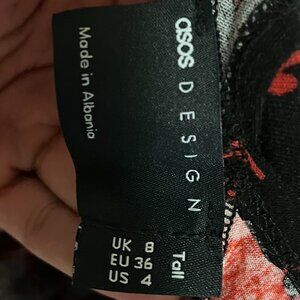 asos DESIGN
Made in Albania
Tall
UK 8
EU 36
US 4